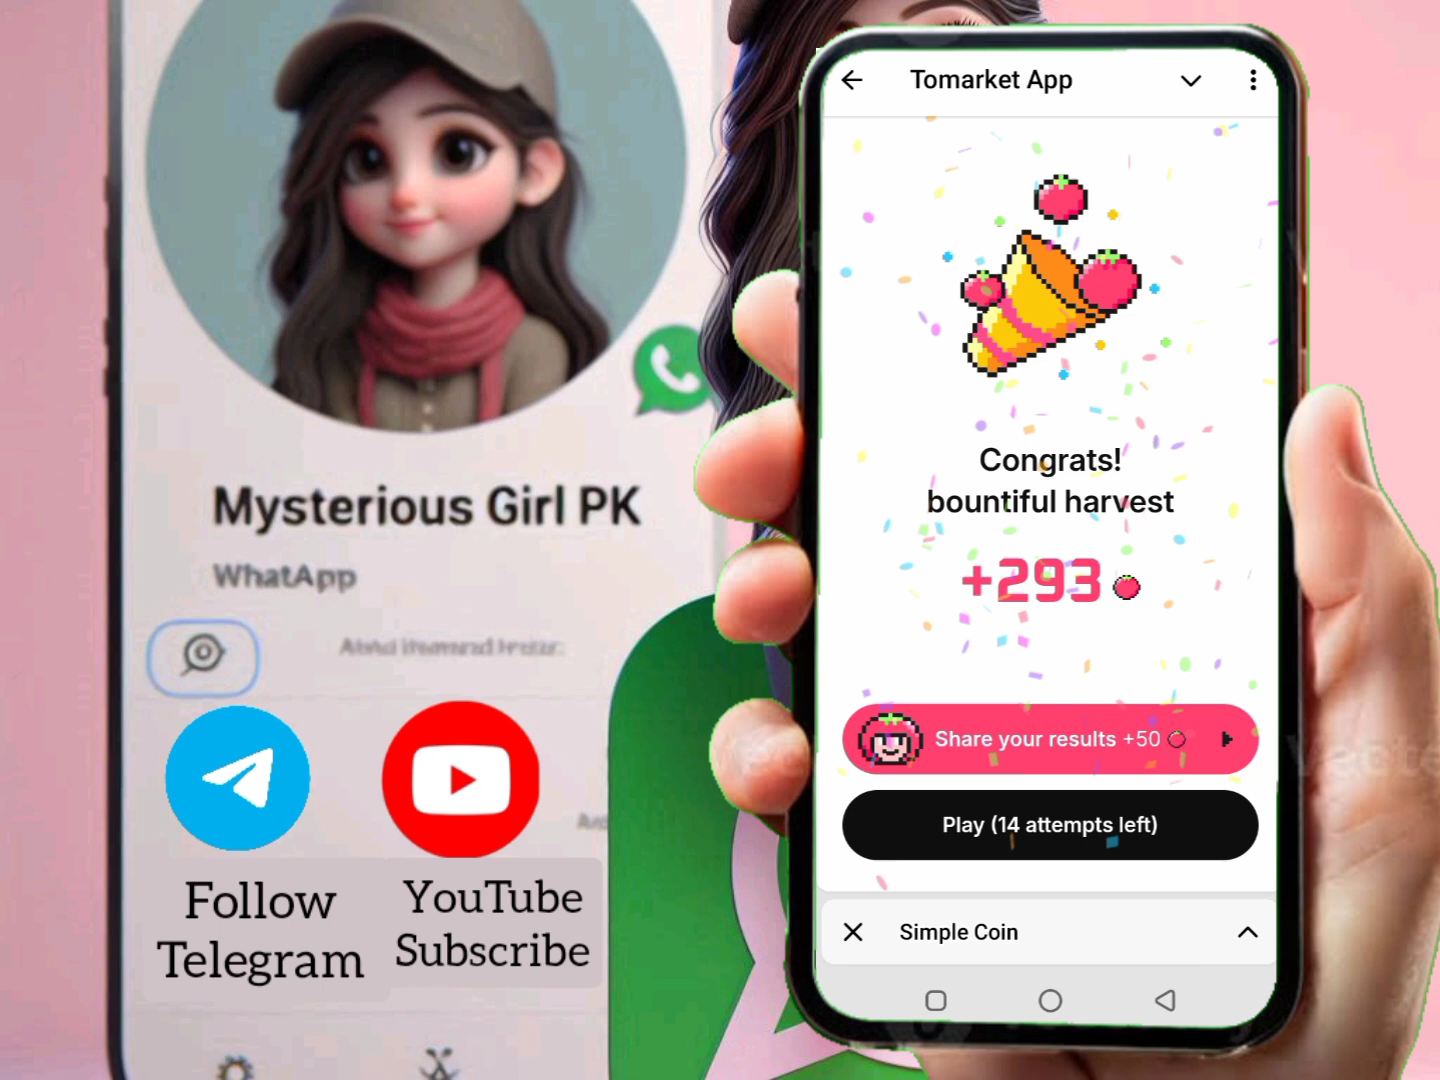 Tomarket App
Congrats!
bountiful harvest
+293
Share your results +50
Play (14 attempts left)
Simple Coin
Mysterious Girl PK
WhatApp
Follow
Telegram
YouTube
Subscribe